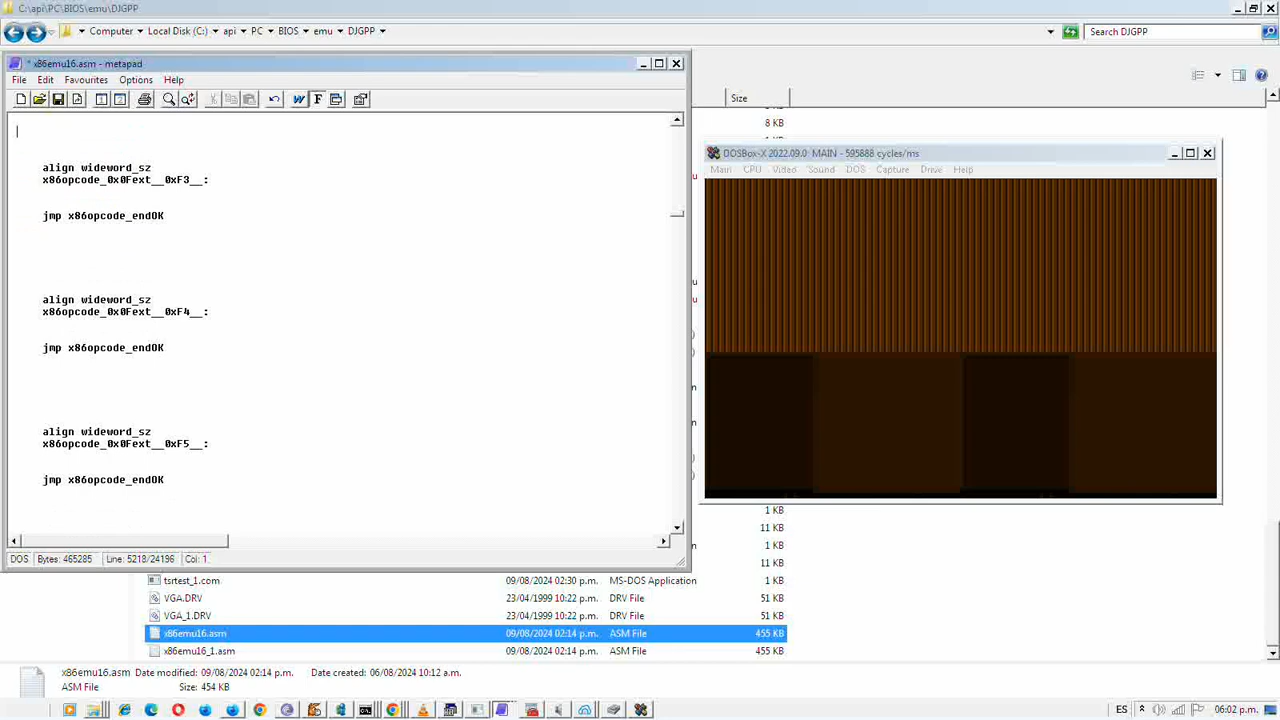 C:\api\PC\BIOS\emu\DJGPP
Computer Local Disk (C:) api PC BIOS emu DJGPP Search DJGPP
* x86emu16.asm - metapad
File Edit Favourites Options Help
Size
8 KB
align wideword_sz
x86opcode_0x0Fext__0xF3__:
jmp x86opcode_endOK
align wideword_sz
x86opcode_0x0Fext__0xF4__:
jmp x86opcode_endOK
align wideword_sz
x86opcode_0x0Fext__0xF5__:
jmp x86opcode_endOK
DOS Bytes: 465285 Line: 5218/24196 Col: 1
DOSBox-X 2022.09.0: MAIN - 595888 cycles/ms
Main CPU Video Sound DOS Capture Drive Help
1 KB
11 KB
1 KB
11 KB
tsrtest_1.com 09/08/2024 02:30 p.m. MS-DOS Application 1 KB
VGA.DRV 23/04/1999 10:22 p.m. DRV File 51 KB
VGA_1.DRV 23/04/1999 10:22 p.m. DRV File 51 KB
x86emu16.asm 09/08/2024 02:14 p.m. ASM File 455 KB
x86emu16_1.asm 09/08/2024 02:14 p.m. ASM File 455 KB
x86emu16.asm Date modified: 09/08/2024 02:14 p.m. Date created: 06/08/2024 10:12 a.m.
ASM File Size: 454 KB
ES 06:02 p.m.